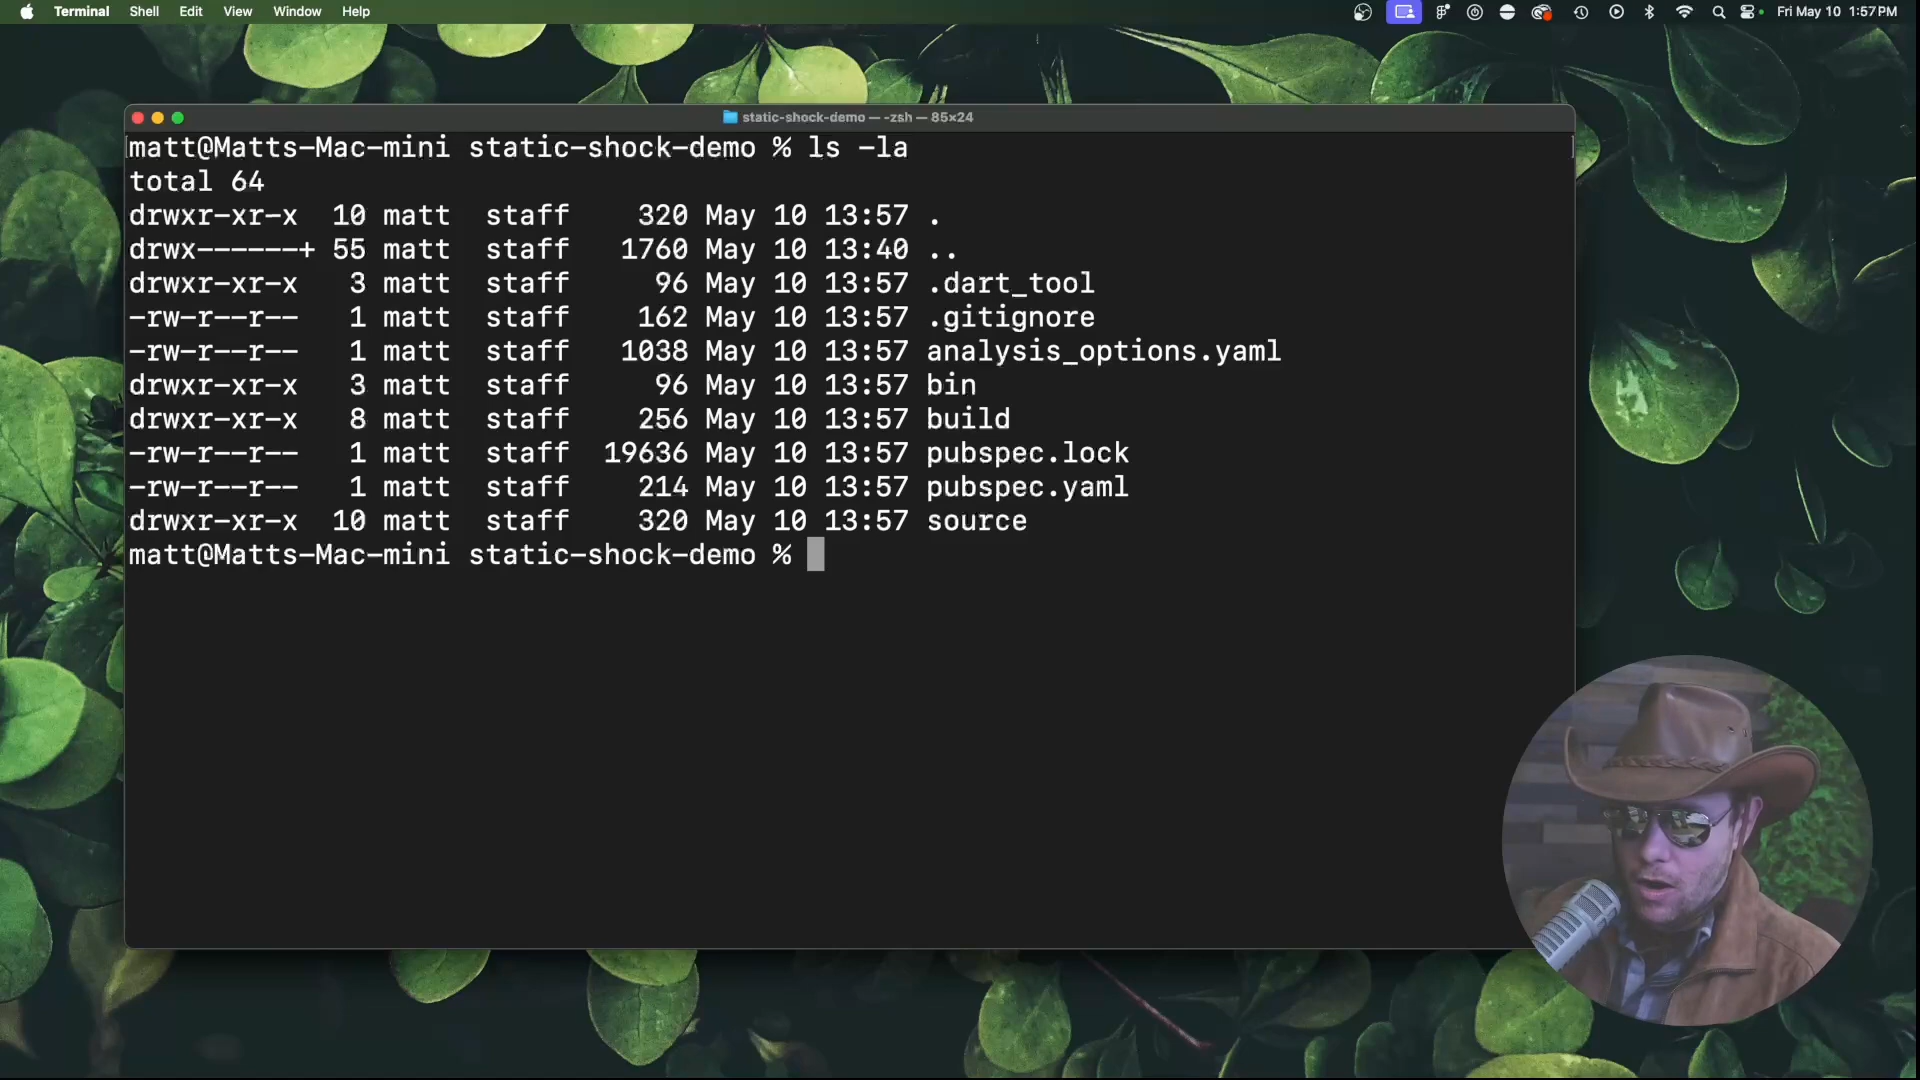 Terminal Shell Edit View Window Help Fri May 10 1:57 PM
static-shock-demo — -zsh — 85×24
matt@Matts-Mac-mini static-shock-demo % ls -la
total 64
drwxr-xr-x 10 matt staff 320 May 10 13:57 .
drwx------+ 55 matt staff 1760 May 10 13:40 ..
drwxr-xr-x 3 matt staff 96 May 10 13:57 .dart_tool
-rw-r--r-- 1 matt staff 162 May 10 13:57 .gitignore
-rw-r--r-- 1 matt staff 1038 May 10 13:57 analysis_options.yaml
drwxr-xr-x 3 matt staff 96 May 10 13:57 bin
drwxr-xr-x 8 matt staff 256 May 10 13:57 build
-rw-r--r-- 1 matt staff 19636 May 10 13:57 pubspec.lock
-rw-r--r-- 1 matt staff 214 May 10 13:57 pubspec.yaml
drwxr-xr-x 10 matt staff 320 May 10 13:57 source
matt@Matts-Mac-mini static-shock-demo %